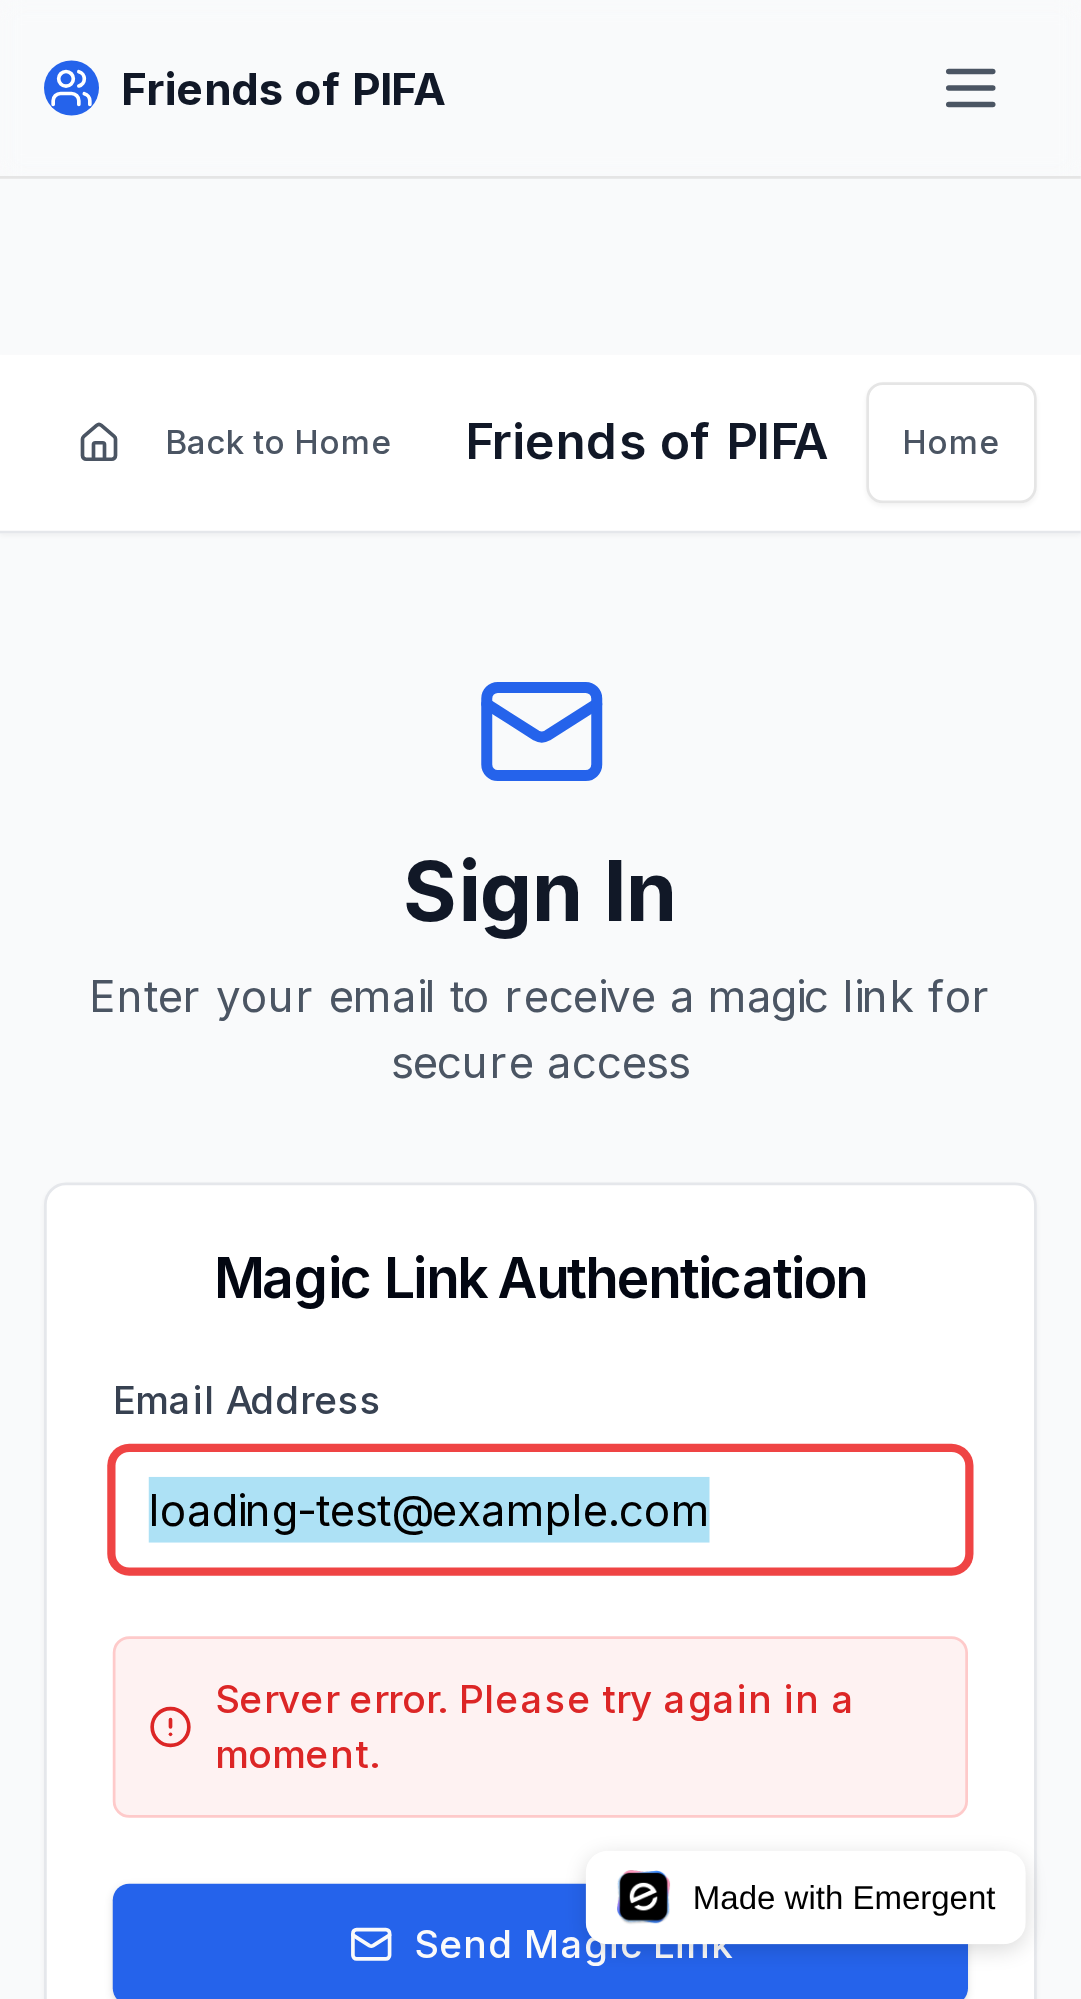 Friends of PIFA
Back to Home
Friends of PIFA
Home
Sign In
Enter your email to receive a magic link for
secure access
Magic Link Authentication
Email Address
loading-test@example.com
Server error. Please try again in a
moment.
Made with Emergent
Send Magic Link